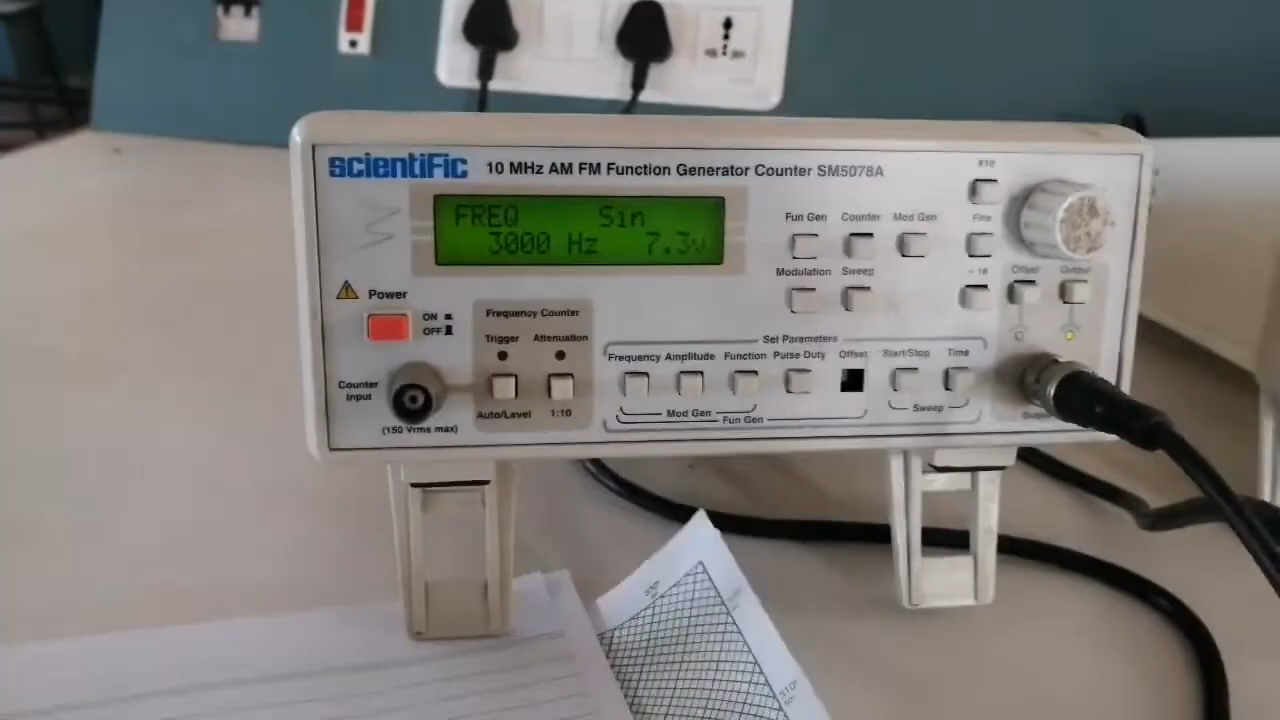 scientiFic 10 MHz AM FM Function Generator Counter SM5078A
FREQ Sin
3000 Hz 7.3v
X10
Fun Gen Counter Mod Gen Fine
Modulation Sweep ÷ 10 Offset Output
Power
ON
OFF
Frequency Counter
Trigger Attenuation
Auto/Level 1:10
Counter
Input
(150 Vrms max)
Set Parameters
Frequency Amplitude Function Pulse Duty Offset Start/Stop Time
Mod Gen
Fun Gen
Sweep